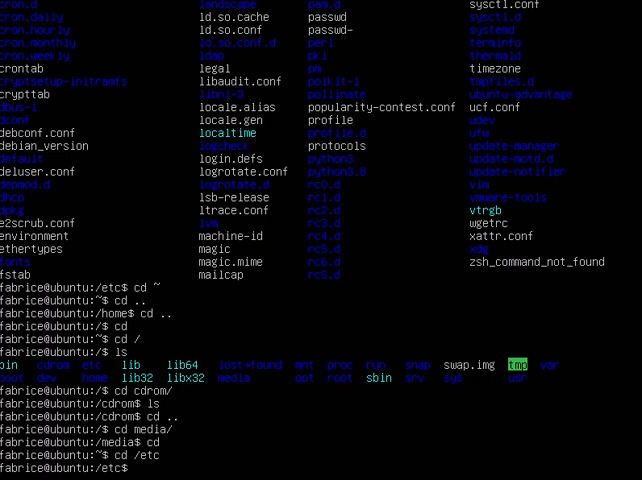 cron.d landscape pam.d sysctl.conf
cron.daily ld.so.cache passwd sysctl.d
cron.hourly ld.so.conf passwd- systemd
cron.monthly ld.so.conf.d perl terminfo
cron.weekly ldap pki thermald
crontab legal pm timezone
cryptsetup-initramfs libaudit.conf polkit-1 tmpfiles.d
crypttab libnl-3 pollinate ubuntu-advantage
dbus-1 locale.alias popularity-contest.conf ucf.conf
dconf locale.gen profile udev
debconf.conf localtime profile.d ufw
debian_version logcheck protocols update-manager
default login.defs python3 update-motd.d
deluser.conf logrotate.conf python3.8 update-notifier
depmod.d logrotate.d rc0.d vim
dhcp lsb-release rc1.d vmware-tools
dpkg ltrace.conf rc2.d vtrgb
e2scrub.conf lvm rc3.d wgetrc
environment machine-id rc4.d xattr.conf
ethertypes magic rc5.d xdg
fonts magic.mime rc6.d zsh_command_not_found
fstab mailcap rcS.d
fabrice@ubuntu:/etc$ cd ~
fabrice@ubuntu:~$ cd ..
fabrice@ubuntu:/home$ cd ..
fabrice@ubuntu:/$ cd
fabrice@ubuntu:~$ cd /
fabrice@ubuntu:/$ ls
bin cdrom etc lib lib64 lost+found mnt proc run snap swap.img tmp var
boot dev home lib32 libx32 media opt root sbin srv sys usr
fabrice@ubuntu:/$ cd cdrom/
fabrice@ubuntu:/cdrom$ ls
fabrice@ubuntu:/cdrom$ cd ..
fabrice@ubuntu:/$ cd media/
fabrice@ubuntu:/media$ cd
fabrice@ubuntu:~$ cd /etc
fabrice@ubuntu:/etc$